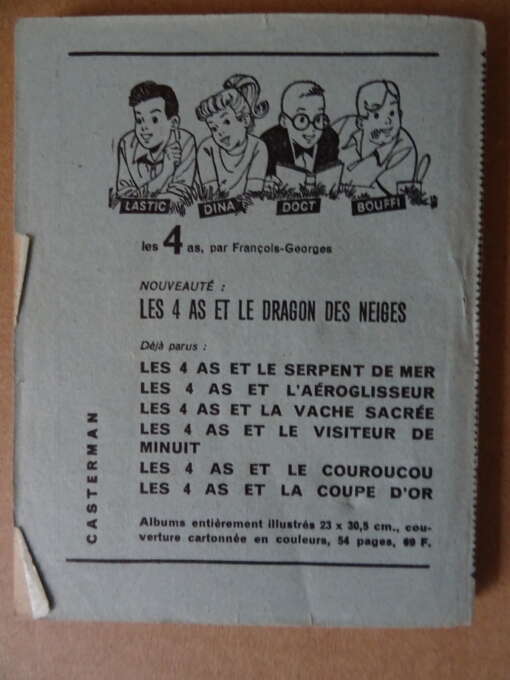 LASTIC DINA DOCT BOUFFI
les 4 as, par François-Georges
NOUVEAUTÉ :
LES 4 AS ET LE DRAGON DES NEIGES
Déjà parus :
LES 4 AS ET LE SERPENT DE MER
LES 4 AS ET L'AÉROGLISSEUR
LES 4 AS ET LA VACHE SACRÉE
LES 4 AS ET LE VISITEUR DE
MINUIT
LES 4 AS ET LE COUROUCOU
LES 4 AS ET LA COUPE D'OR
Albums entièrement illustrés 23 x 30,5 cm., cou-
verture cartonnée en couleurs, 54 pages, 69 F.
CASTERMAN